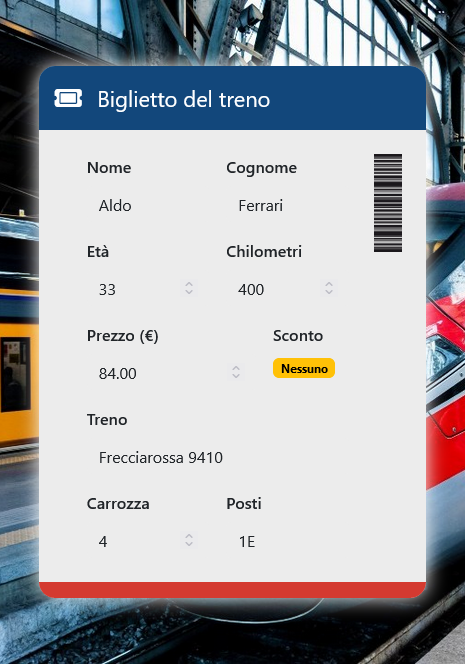 Biglietto del treno
Nome Cognome
Aldo Ferrari
Età Chilometri
33 400
Prezzo (€) Sconto
84.00 Nessuno
Treno
Frecciarossa 9410
Carrozza Posti
4 1E